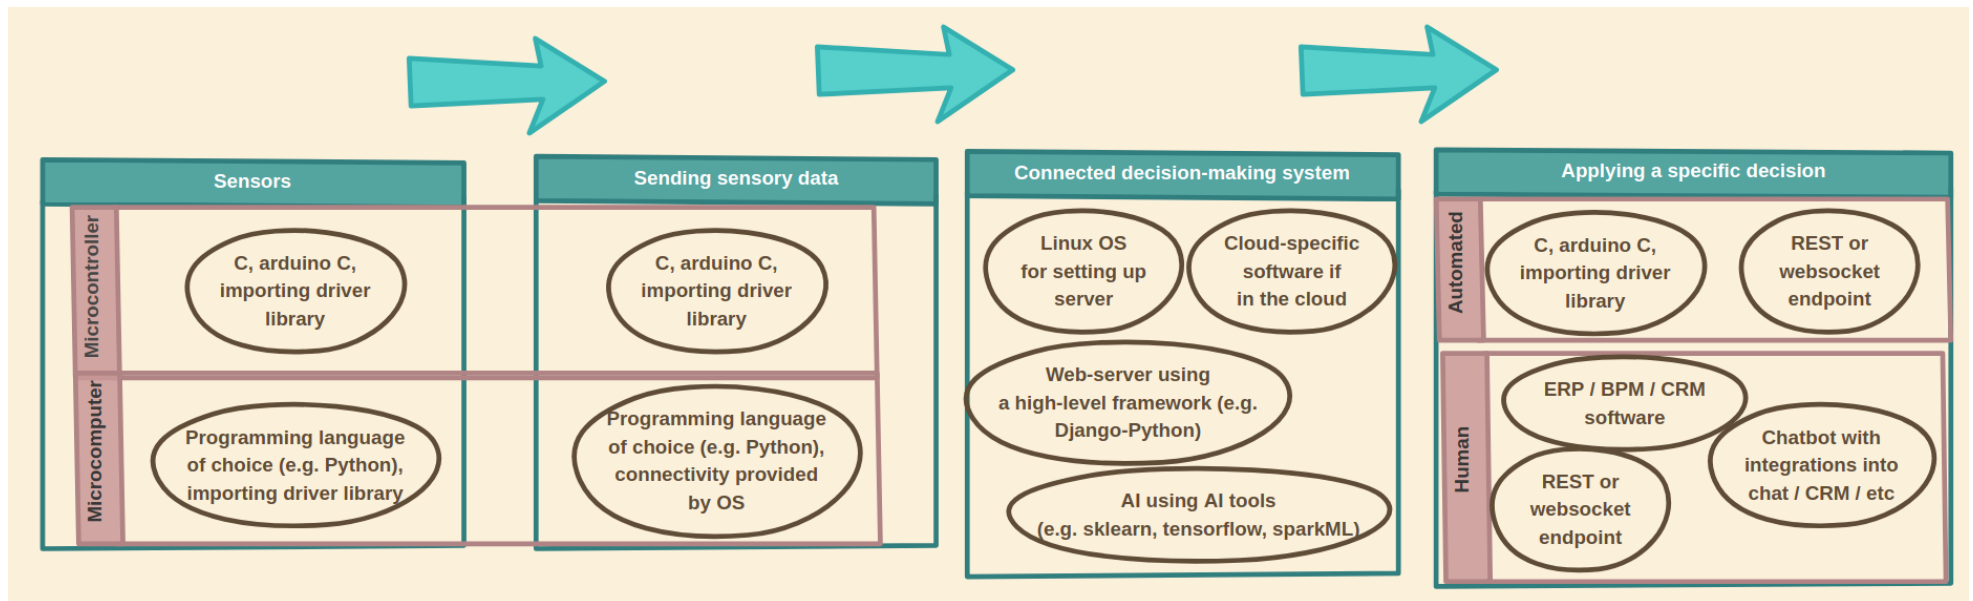 Sensors
Microcontroller
C, arduino C,
importing driver
library
Microcomputer
Programming language
of choice (e.g. Python),
importing driver library
Sending sensory data
C, arduino C,
importing driver
library
Programming language
of choice (e.g. Python),
connectivity provided
by OS
Connected decision-making system
Linux OS
for setting up
server
Cloud-specific
software if
in the cloud
Web-server using
a high-level framework (e.g.
Django-Python)
AI using AI tools
(e.g. sklearn, tensorflow, sparkML)
Applying a specific decision
Automated
C, arduino C,
importing driver
library
REST or
websocket
endpoint
Human
ERP / BPM / CRM
software
Chatbot with
integrations into
chat / CRM / etc
REST or
websocket
endpoint